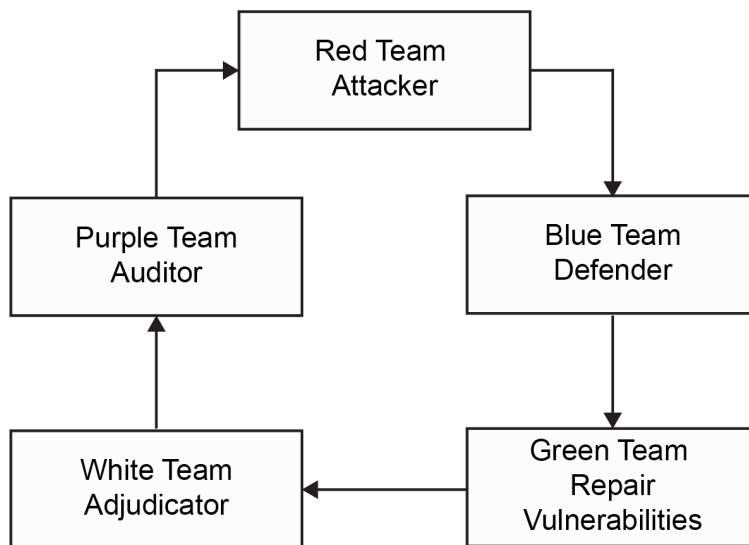 Red Team
Attacker
Purple Team
Auditor
Blue Team
Defender
White Team
Adjudicator
Green Team
Repair
Vulnerabilities